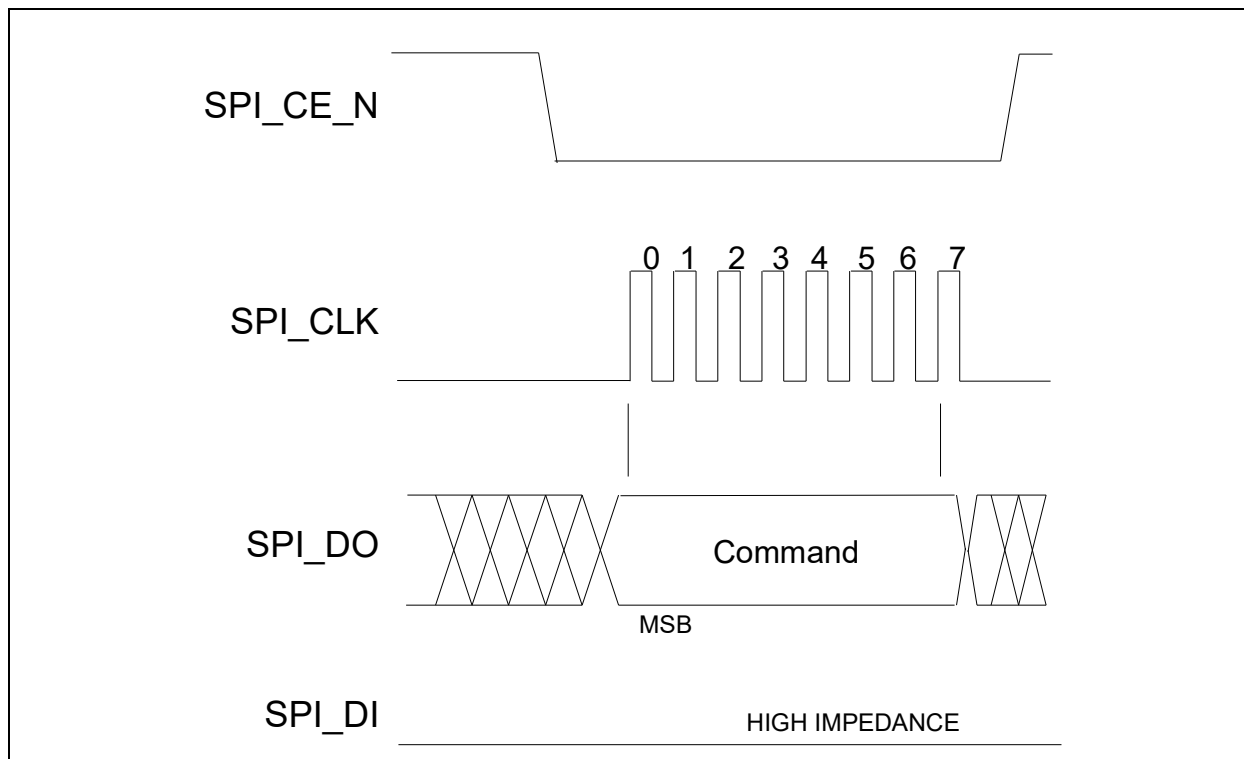 SPI_CE_N
0 1 2 3 4 5 6 7
SPI_CLK
SPI_DO
Command
MSB
SPI_DI
HIGH IMPEDANCE